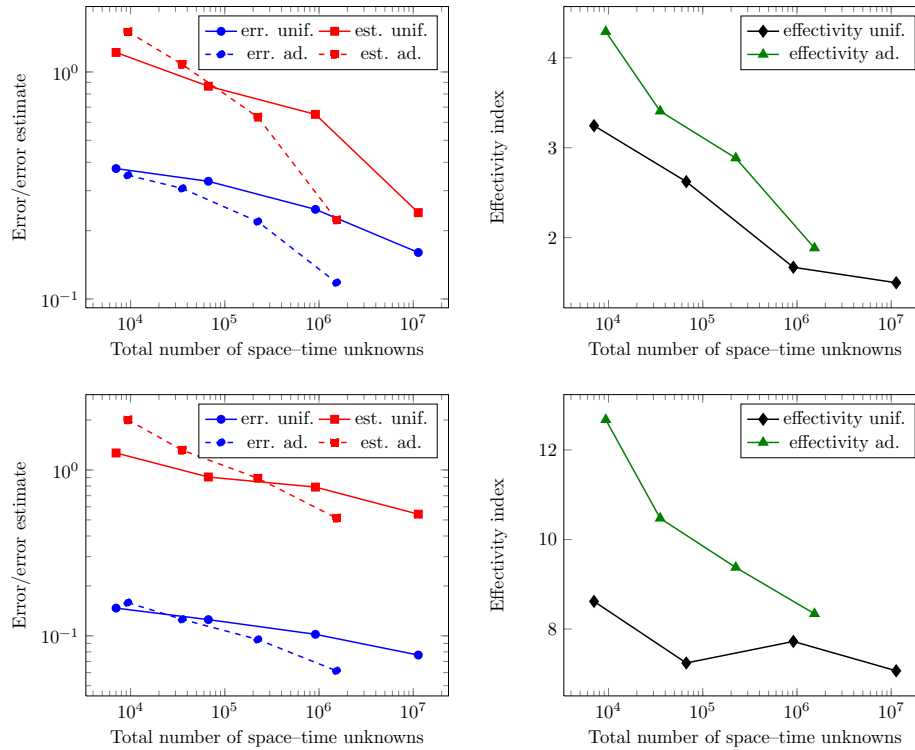 err. unif.
est. unif.
err. ad.
est. ad.
10^0
10^{-1}
Error/error estimate
10^4
10^5
10^6
10^7
Total number of space–time unknowns
effectivity unif.
effectivity ad.
4
3
2
Effectivity index
10^4
10^5
10^6
10^7
Total number of space–time unknowns
err. unif.
est. unif.
err. ad.
est. ad.
10^0
10^{-1}
Error/error estimate
10^4
10^5
10^6
10^7
Total number of space–time unknowns
effectivity unif.
effectivity ad.
12
10
8
Effectivity index
10^4
10^5
10^6
10^7
Total number of space–time unknowns